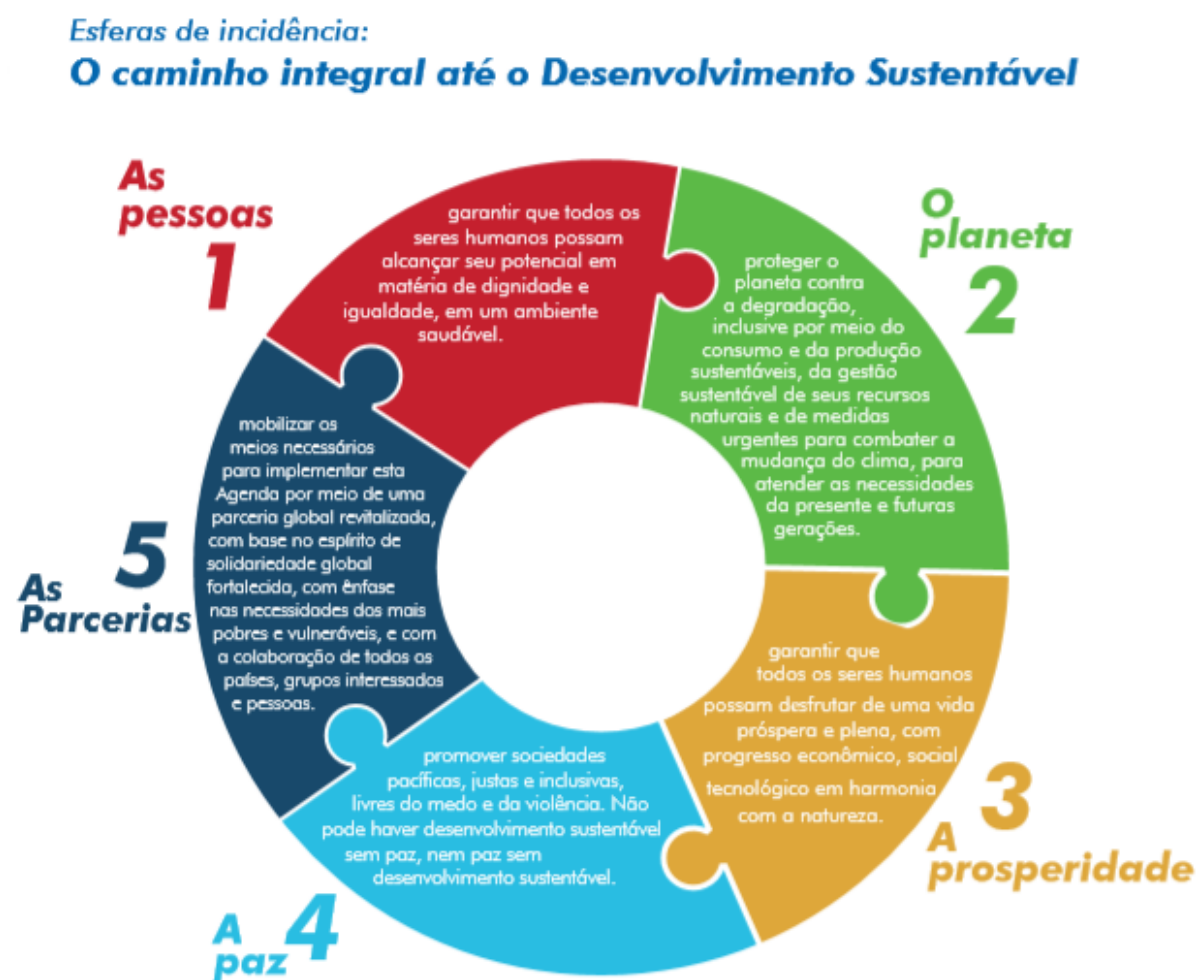 Esferas de incidência:
O caminho integral até o Desenvolvimento Sustentável
As
pessoas
1
garantir que todos os
seres humanos possam
alcançar seu potencial em
matéria de dignidade e
igualdade, em um ambiente
saudável.
O
planeta
2
proteger o
planeta contra
a degradação,
inclusive por meio do
consumo e da produção
sustentáveis, da gestão
sustentável de seus recursos
naturais e de medidas
urgentes para combater a
mudança do clima, para
atender as necessidades
da presente e futuras
gerações.
garantir que
todos os seres humanos
possam desfrutar de uma vida
próspera e plena, com
progresso econômico, social
tecnológico em harmonia
com a natureza.
3
A
prosperidade
promover sociedades
pacíficas, justas e inclusivas,
livres do medo e da violência. Não
pode haver desenvolvimento sustentável
sem paz, nem paz sem
desenvolvimento sustentável.
4
A
paz
mobilizar os
meios necessários
para implementar esta
Agenda por meio de uma
parceria global revitalizada,
com base no espírito de
solidariedade global
fortalecida, com ênfase
nas necessidades dos mais
pobres e vulneráveis, e com
a colaboração de todos os
países, grupos interessados
e pessoas.
5
As
Parcerias